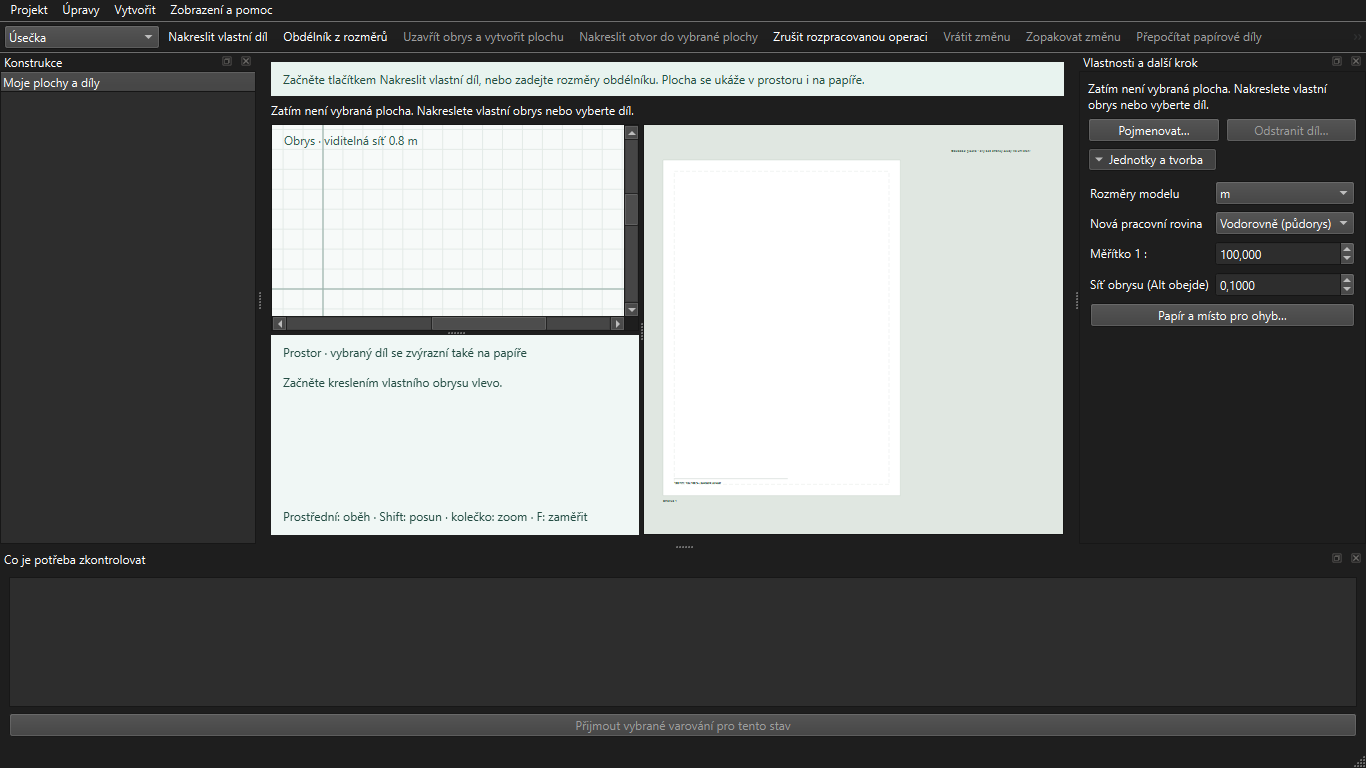 Projekt Úpravy Vytvořit Zobrazení a pomoc
Úsečka Nakreslit vlastní díl Obdélník z rozměrů Uzavřít obrys a vytvořit plochu Nakreslit otvor do vybrané plochy Zrušit rozpracovanou operaci Vrátit změnu Zopakovat změnu Přepočítat papírové díly
Konstrukce
Moje plochy a díly
Začněte tlačítkem Nakreslit vlastní díl, nebo zadejte rozměry obdélníku. Plocha se ukáže v prostoru i na papíře.
Zatím není vybraná plocha. Nakreslete vlastní obrys nebo vyberte díl.
Obrys · viditelná síť 0.8 m
Prostor · vybraný díl se zvýrazní také na papíře
Začněte kreslením vlastního obrysu vlevo.
Prostřední: oběh · Shift: posun · kolečko: zoom · F: zaměřit
Vlastnosti a další krok
Zatím není vybraná plocha. Nakreslete vlastní
obrys nebo vyberte díl.
Pojmenovat... Odstranit díl...
Jednotky a tvorba
Rozměry modelu m
Nová pracovní rovina Vodorovně (půdorys)
Měřítko 1 : 100,000
Síť obrysu (Alt obejde) 0,1000
Papír a místo pro ohyb...
Co je potřeba zkontrolovat
Přijmout vybrané varování pro tento stav